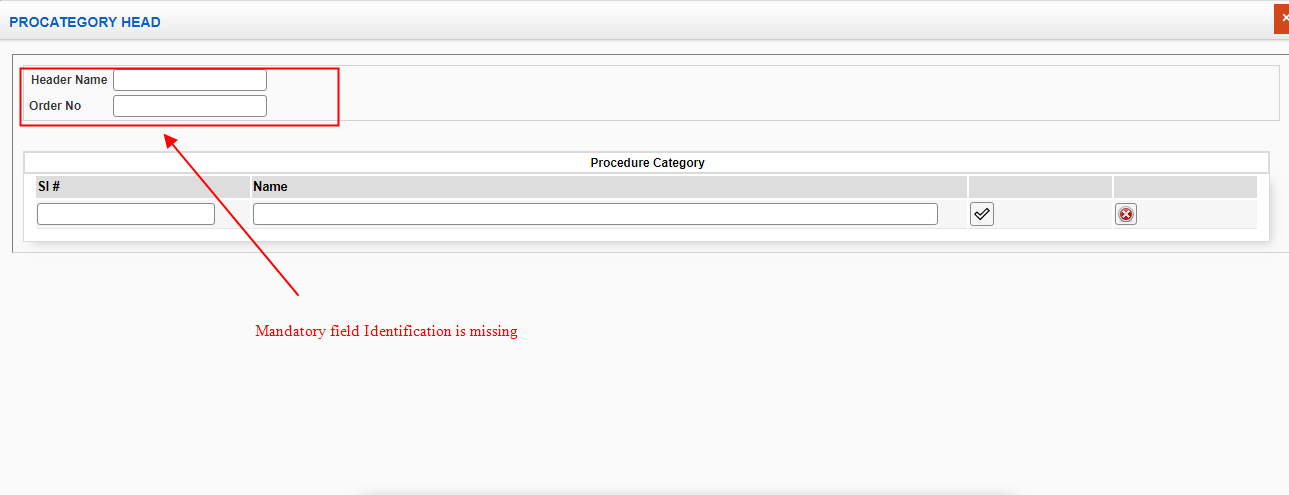 PROCATEGORY HEAD
Header Name
Order No
Procedure Category
Sl # Name
Mandatory field Identification is missing